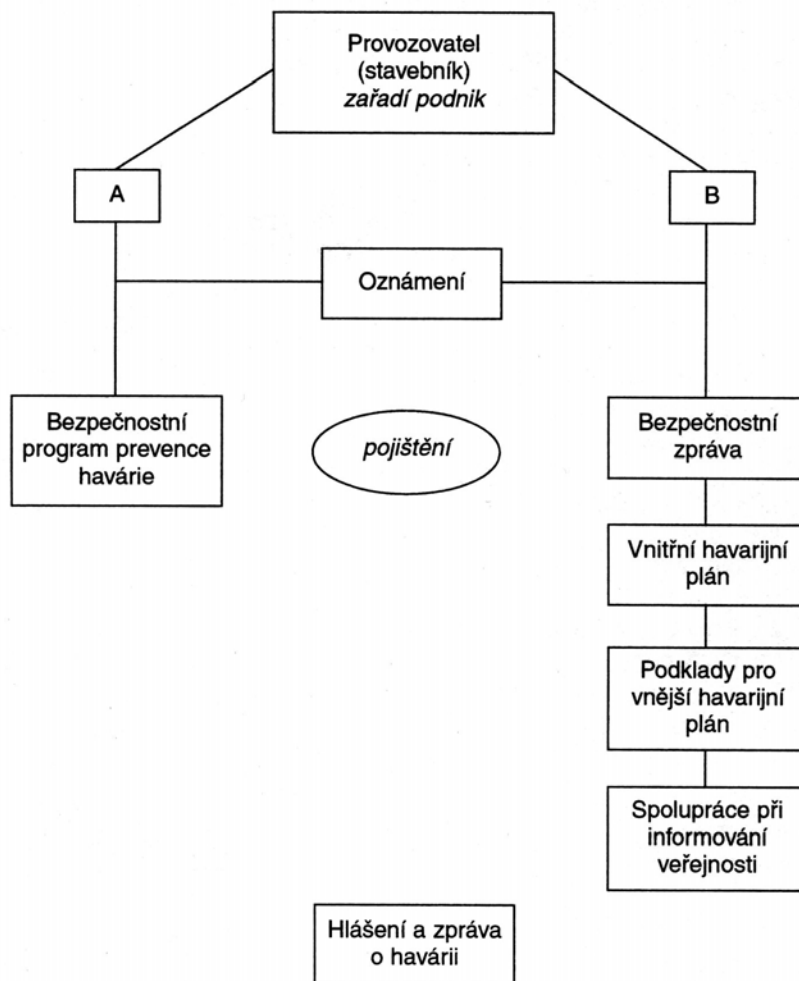 Provozovatel
(stavebník)
zařadí podnik
A
B
Oznámení
Bezpečnostní
program prevence
havárie
pojištění
Bezpečnostní
zpráva
Vnitřní havarijní
plán
Podklady pro
vnější havarijní
plán
Spolupráce při
informování
veřejnosti
Hlášení a zpráva
o havárii